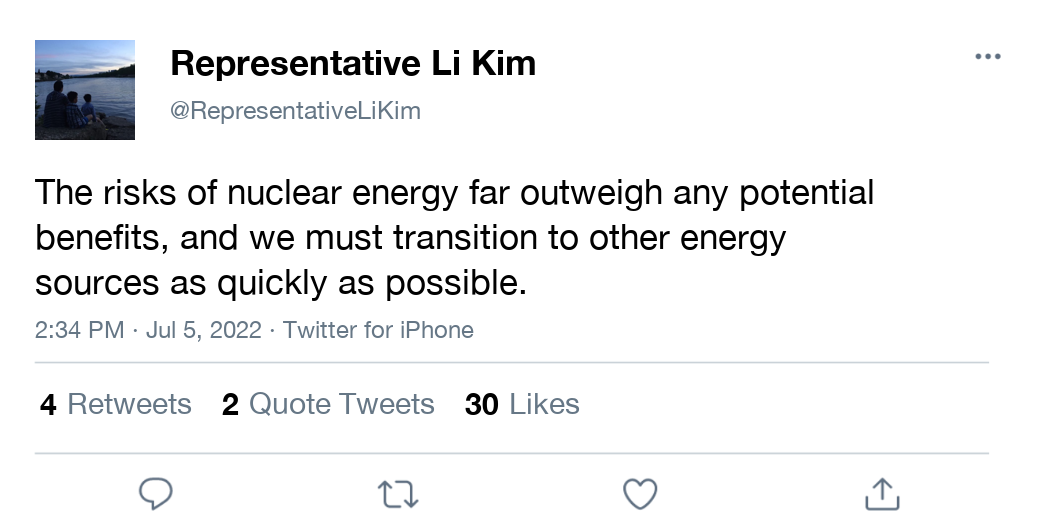 Representative Li Kim
@RepresentativeLiKim
The risks of nuclear energy far outweigh any potential
benefits, and we must transition to other energy
sources as quickly as possible.
2:34 PM · Jul 5, 2022 · Twitter for iPhone
4 Retweets 2 Quote Tweets 30 Likes